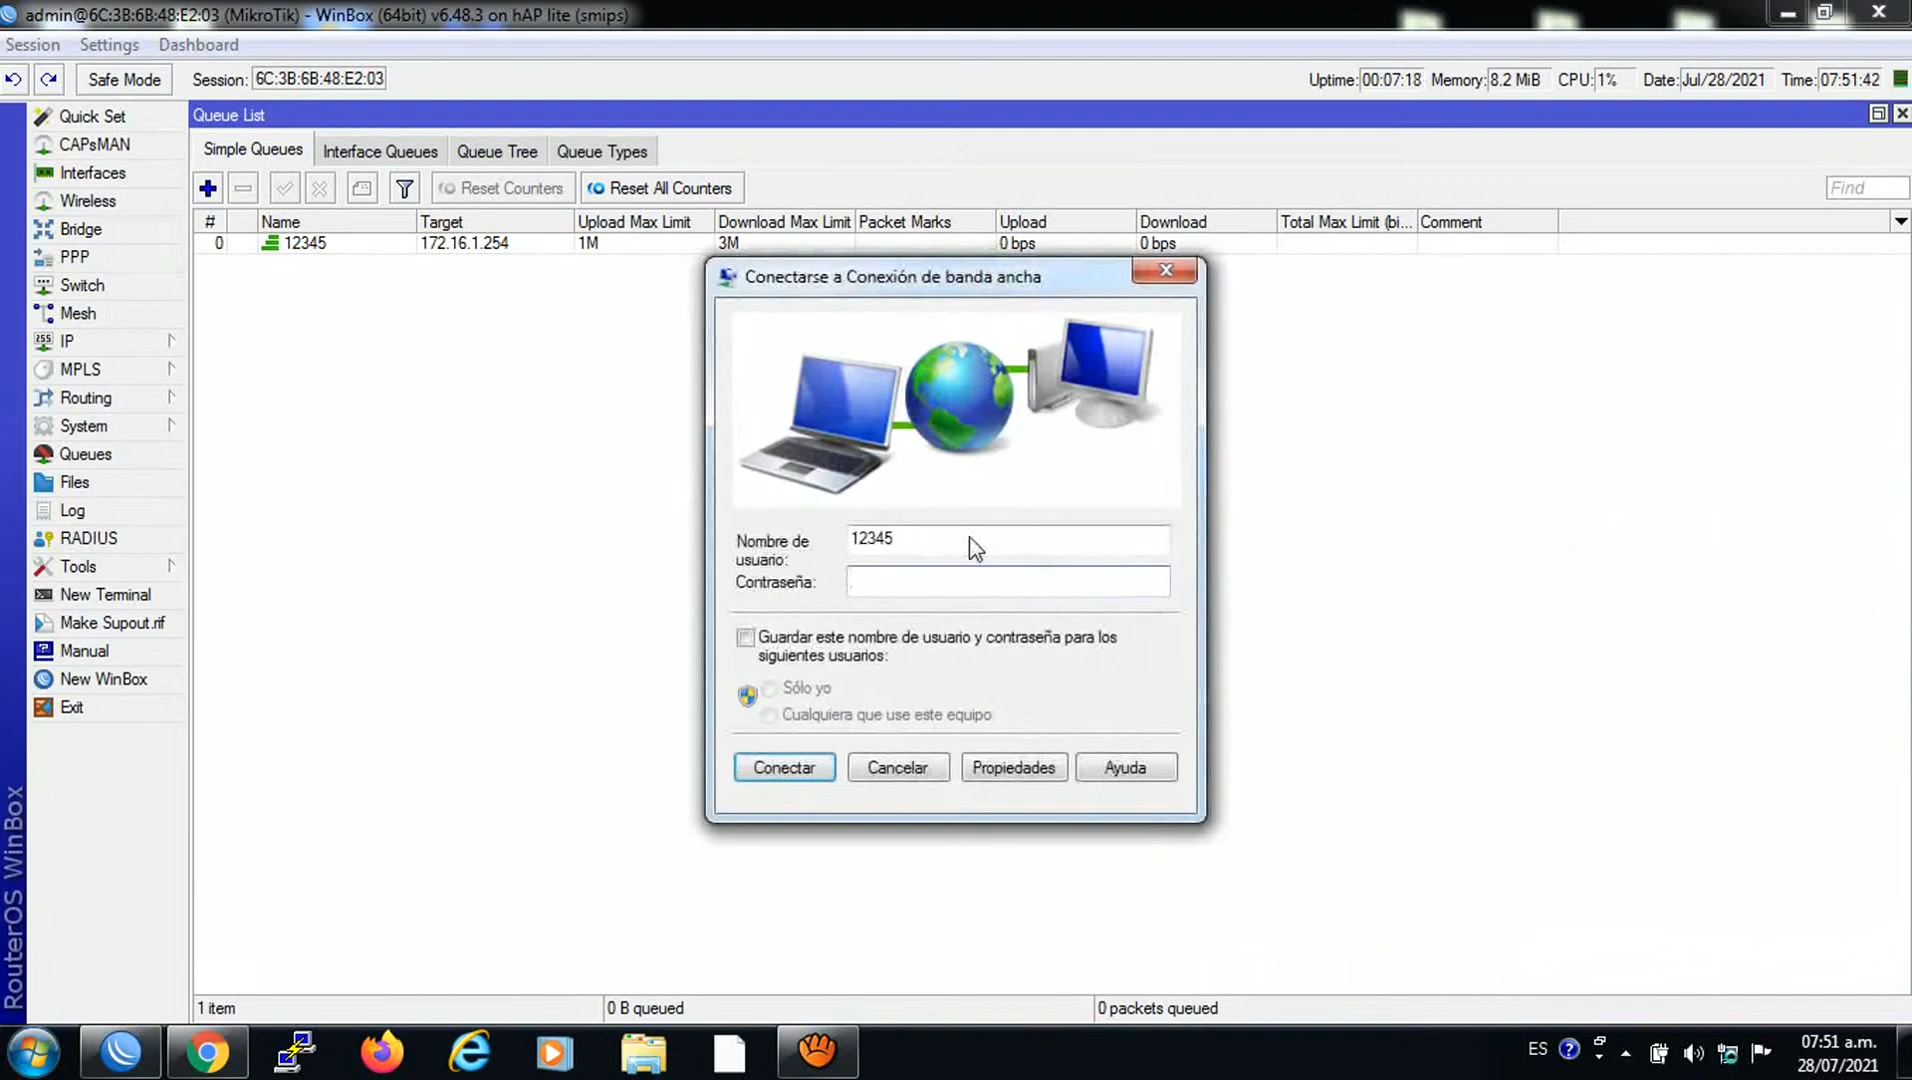 admin@6C:3B:6B:48:E2:03 (MikroTik) - WinBox (64bit) v6.48.3 on hAP lite (smips)
Session Settings Dashboard
Safe Mode Session: 6C:3B:6B:48:E2:03 Uptime: 00:07:18 Memory: 8.2 MiB CPU: 1% Date: Jul/28/2021 Time: 07:51:42
Quick Set
CAPsMAN
Interfaces
Wireless
Bridge
PPP
Switch
Mesh
IP
MPLS
Routing
System
Queues
Files
Log
RADIUS
Tools
New Terminal
Make Supout.rif
Manual
New WinBox
Exit
RouterOS WinBox
Queue List
Simple Queues Interface Queues Queue Tree Queue Types
Reset Counters Reset All Counters Find
# Name Target Upload Max Limit Download Max Limit Packet Marks Upload Download Total Max Limit (bi... Comment
0 12345 172.16.1.254 1M 3M 0 bps 0 bps
Conectarse a Conexión de banda ancha
Nombre de
usuario:
12345
Contraseña:
Guardar este nombre de usuario y contraseña para los
siguientes usuarios:
Sólo yo
Cualquiera que use este equipo
Conectar Cancelar Propiedades Ayuda
1 item 0 B queued 0 packets queued
ES 07:51 a.m.
28/07/2021